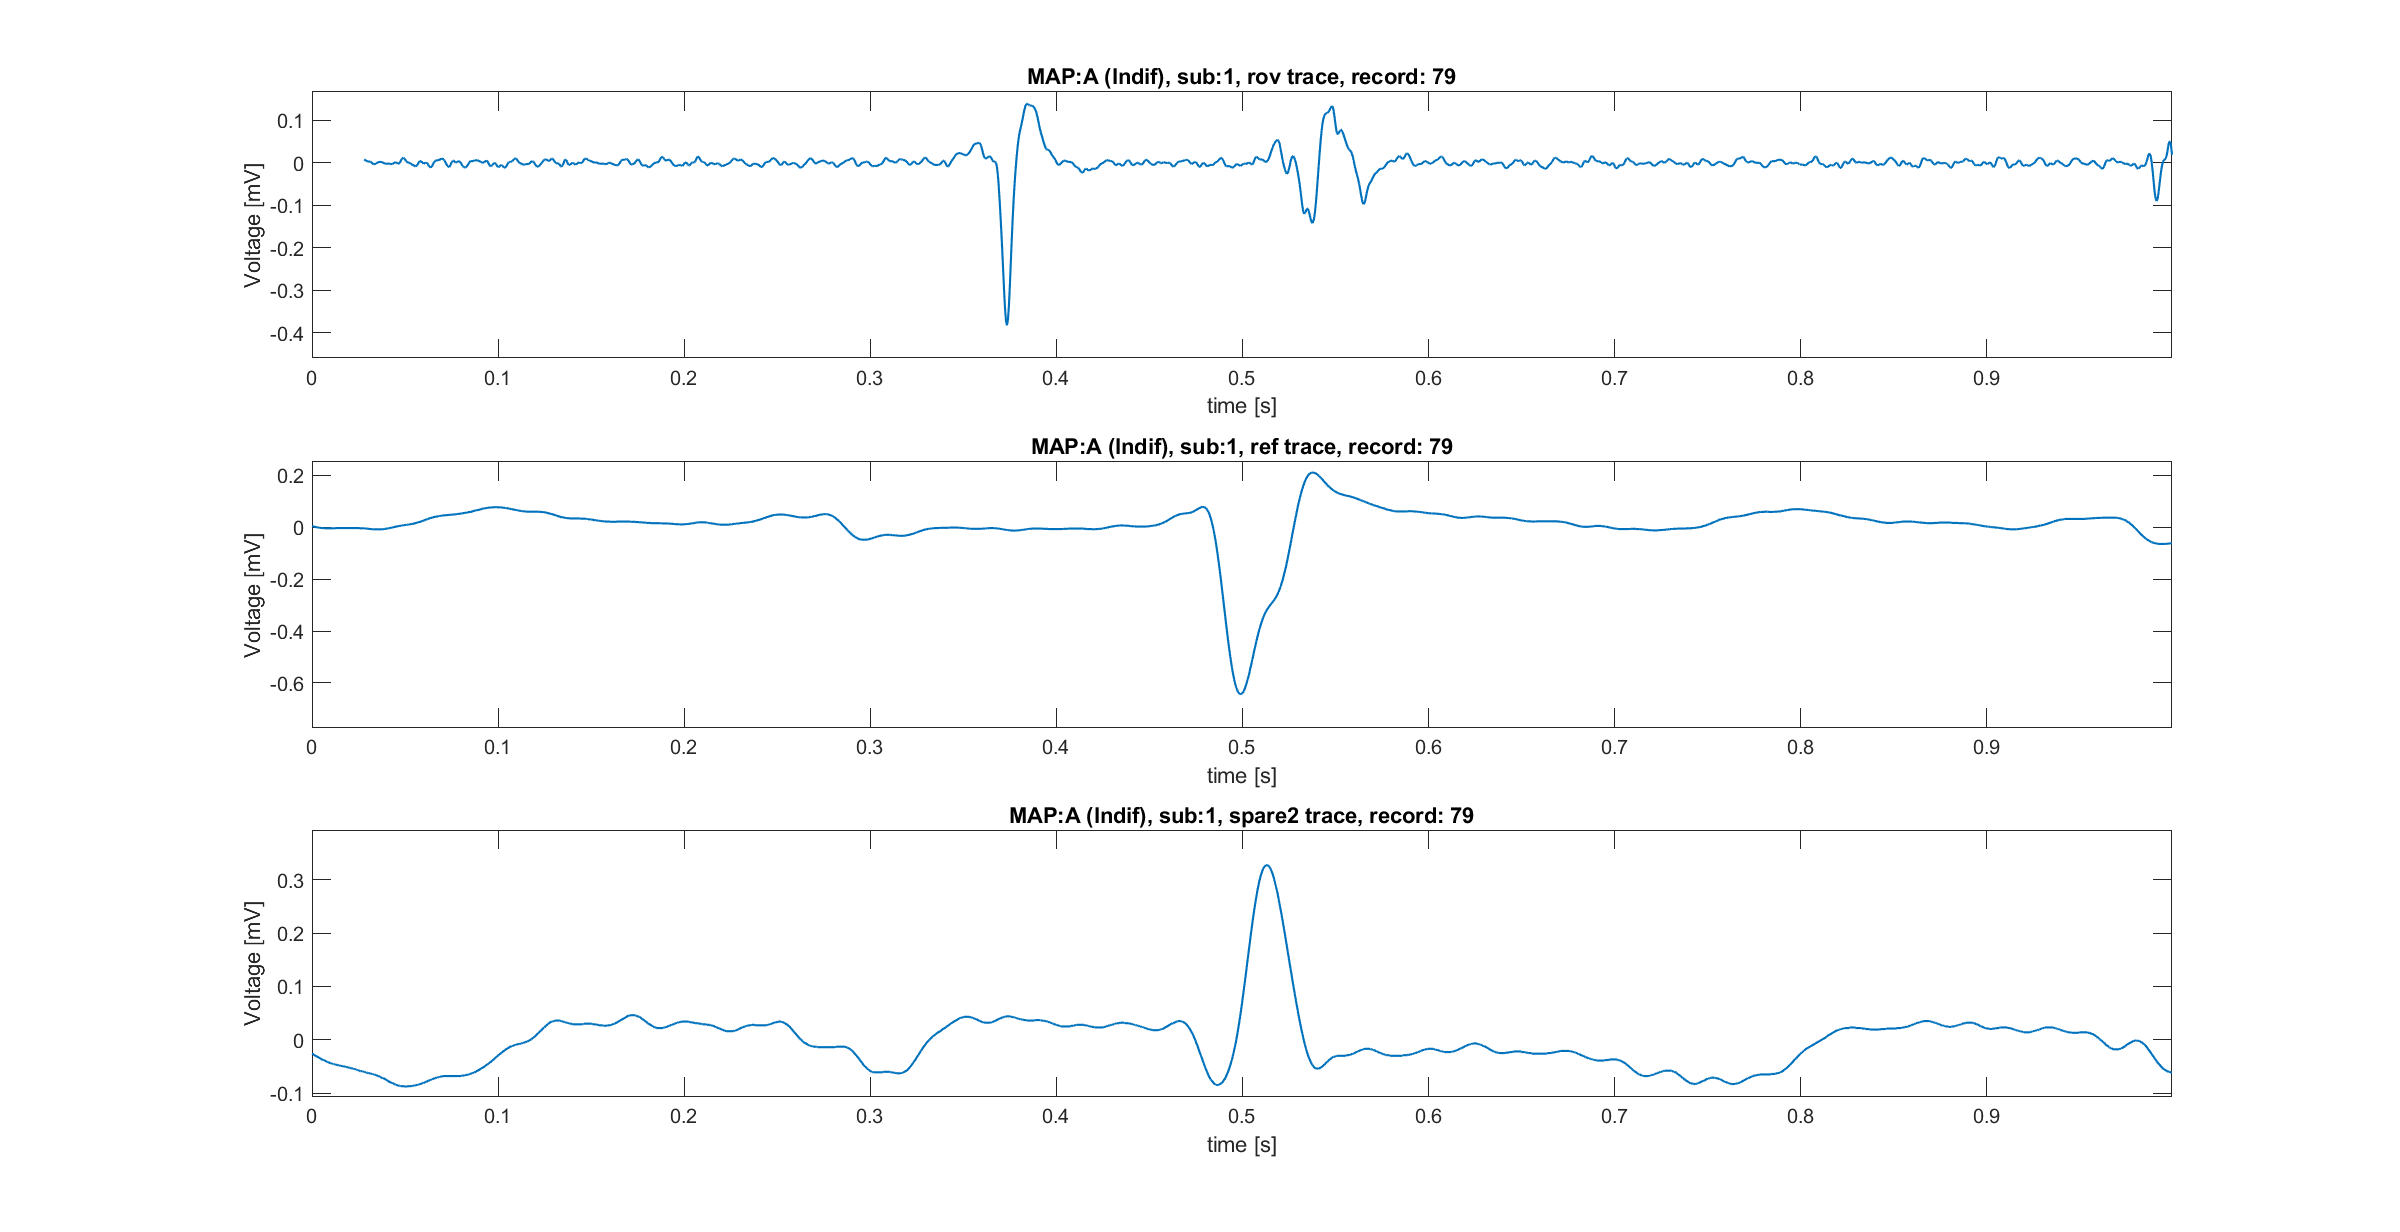 MAP:A (Indif), sub:1, rov trace, record: 79
Voltage [mV]
0.1
0
-0.1
-0.2
-0.3
-0.4
0 0.1 0.2 0.3 0.4 0.5 0.6 0.7 0.8 0.9
time [s]
MAP:A (Indif), sub:1, ref trace, record: 79
Voltage [mV]
0.2
0
-0.2
-0.4
-0.6
0 0.1 0.2 0.3 0.4 0.5 0.6 0.7 0.8 0.9
time [s]
MAP:A (Indif), sub:1, spare2 trace, record: 79
Voltage [mV]
0.3
0.2
0.1
0
-0.1
0 0.1 0.2 0.3 0.4 0.5 0.6 0.7 0.8 0.9
time [s]